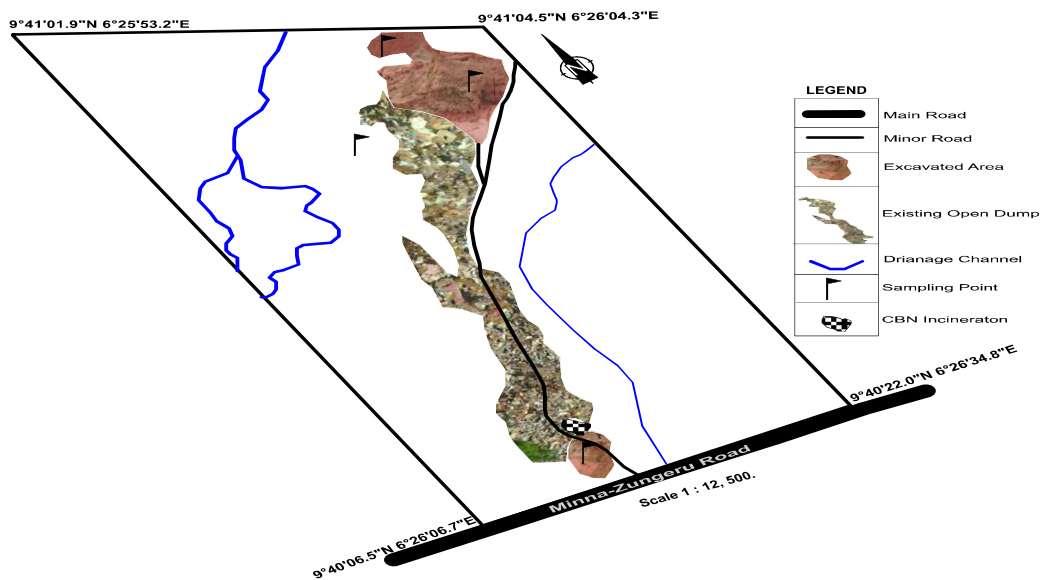 9°41'01.9"N 6°25'53.2"E
9°41'04.5"N 6°26'04.3"E
N
LEGEND
Main Road
Minor Road
Excavated Area
Existing Open Dump
Drianage Channel
Sampling Point
CBN Incineraton
9°40'22.0"N 6°26'34.8"E
Minna-Zungeru Road
Scale 1 : 12, 500.
9°40'06.5"N 6°26'06.7"E